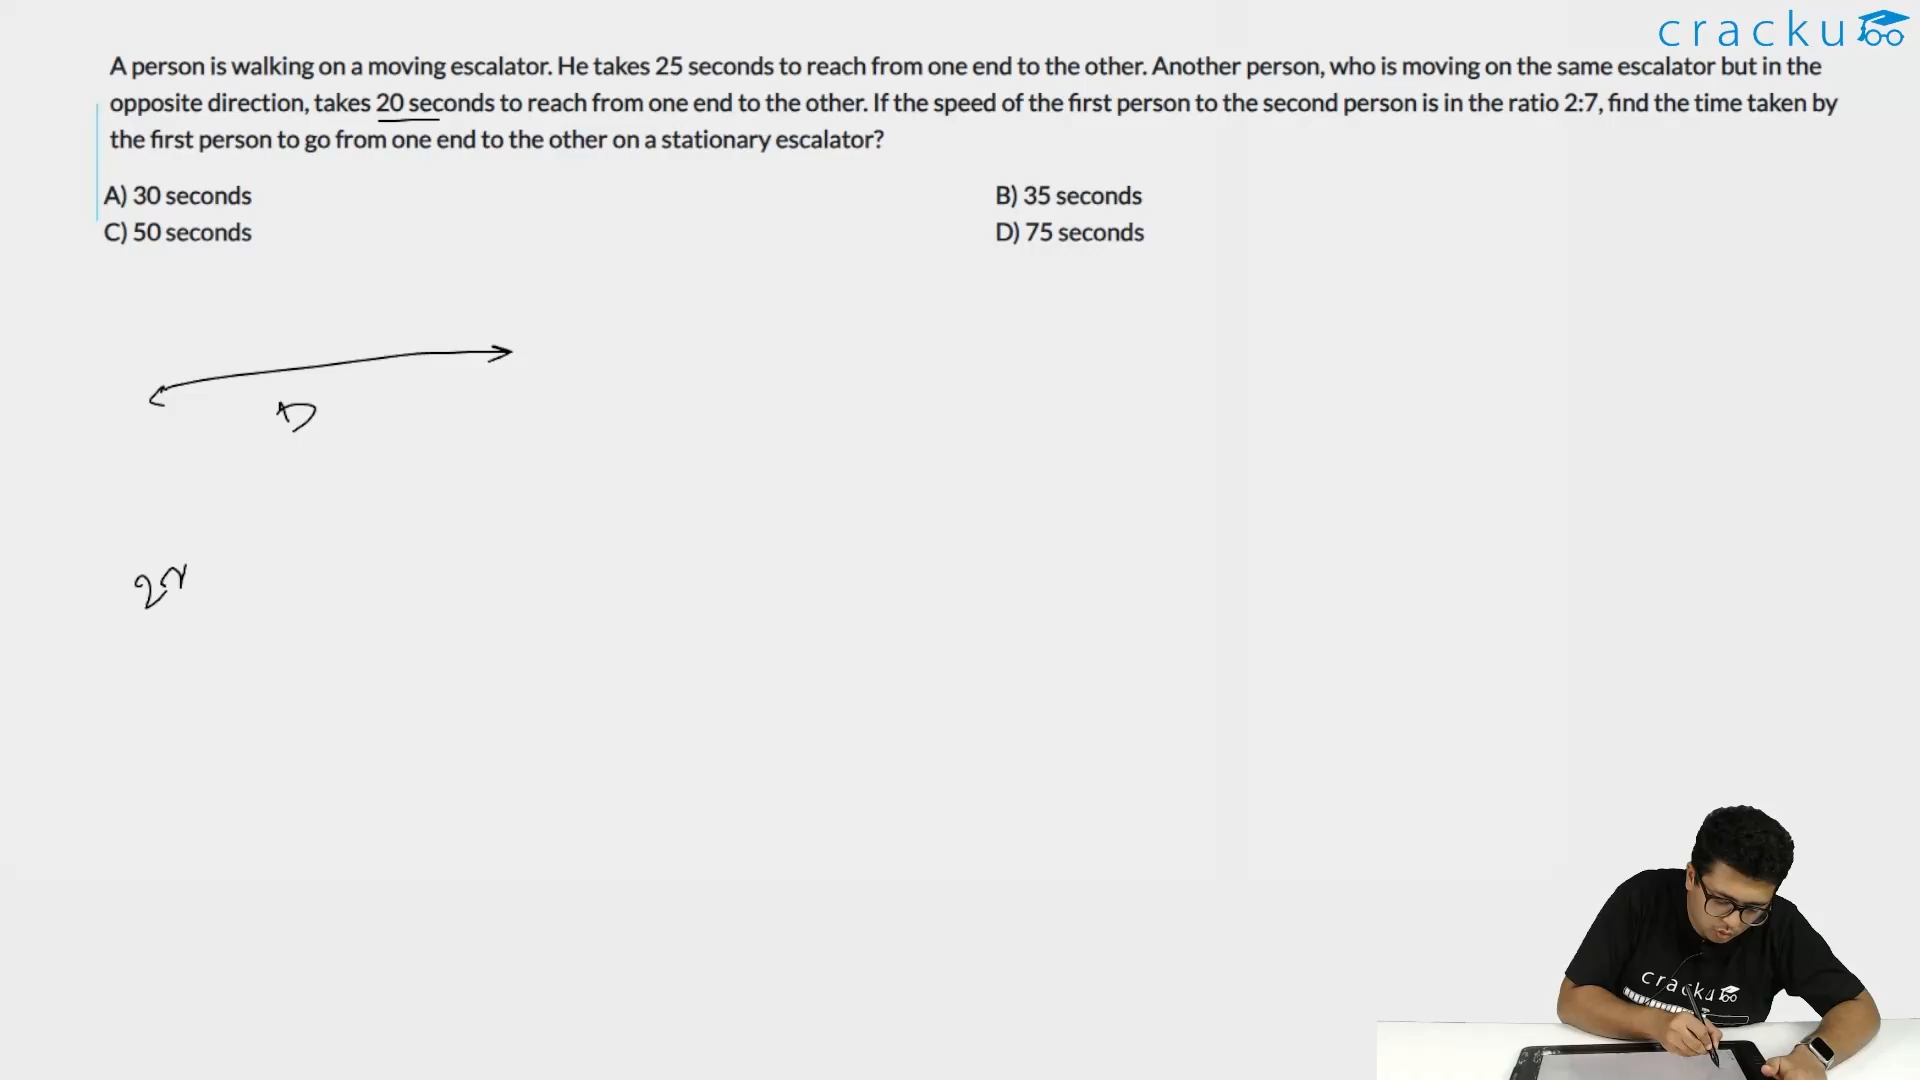 cracku
A person is walking on a moving escalator. He takes 25 seconds to reach from one end to the other. Another person, who is moving on the same escalator but in the
opposite direction, takes 20 seconds to reach from one end to the other. If the speed of the first person to the second person is in the ratio 2:7, find the time taken by
the first person to go from one end to the other on a stationary escalator?
A) 30 seconds
B) 35 seconds
C) 50 seconds
D) 75 seconds
D
2x
cracku